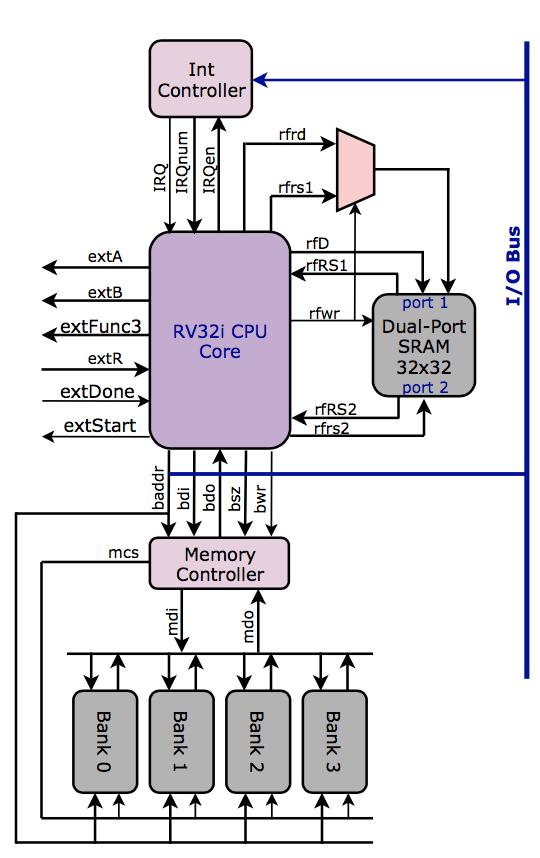 Int
Controller
IRQ
IRQnum
IRQen
rfrd
rfrs1
I/O Bus
extA
extB
extFunc3
extR
extDone
extStart
RV32i CPU
Core
rfD
rfRS1
rfwr
rfRS2
rfrs2
port 1
Dual-Port
SRAM
32x32
port 2
baddr
bdi
bdo
bsz
bwr
mcs
Memory
Controller
mdi
mdo
Bank 0
Bank 1
Bank 2
Bank 3